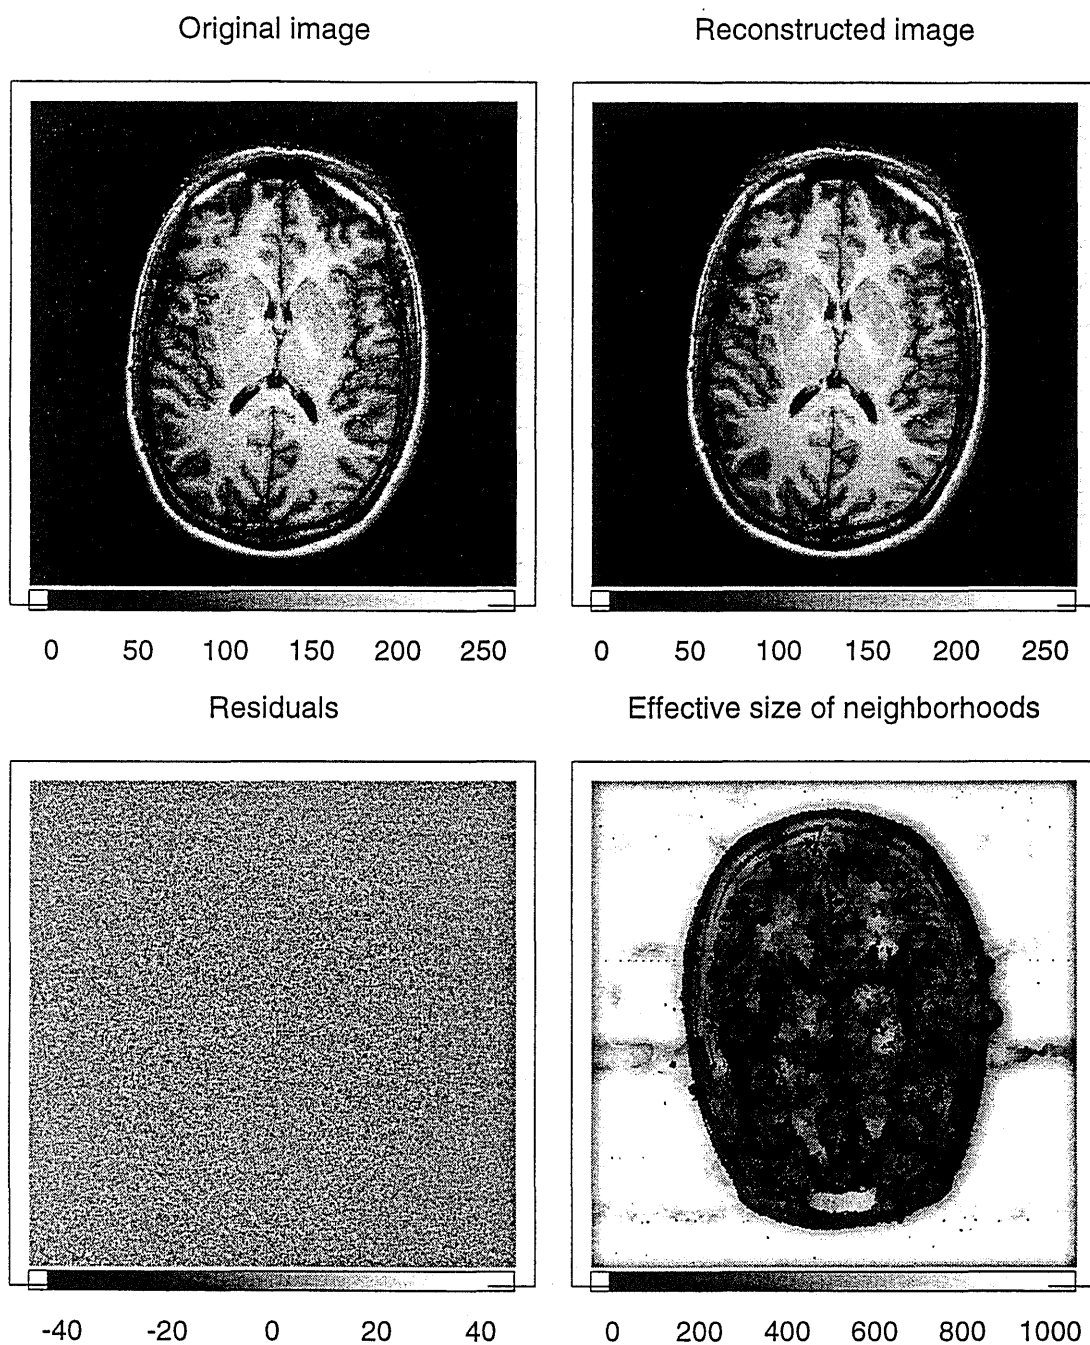 Original image
Reconstructed image
0 50 100 150 200 250
0 50 100 150 200 250
Residuals
Effective size of neighborhoods
-40 -20 0 20 40
0 200 400 600 800 1000